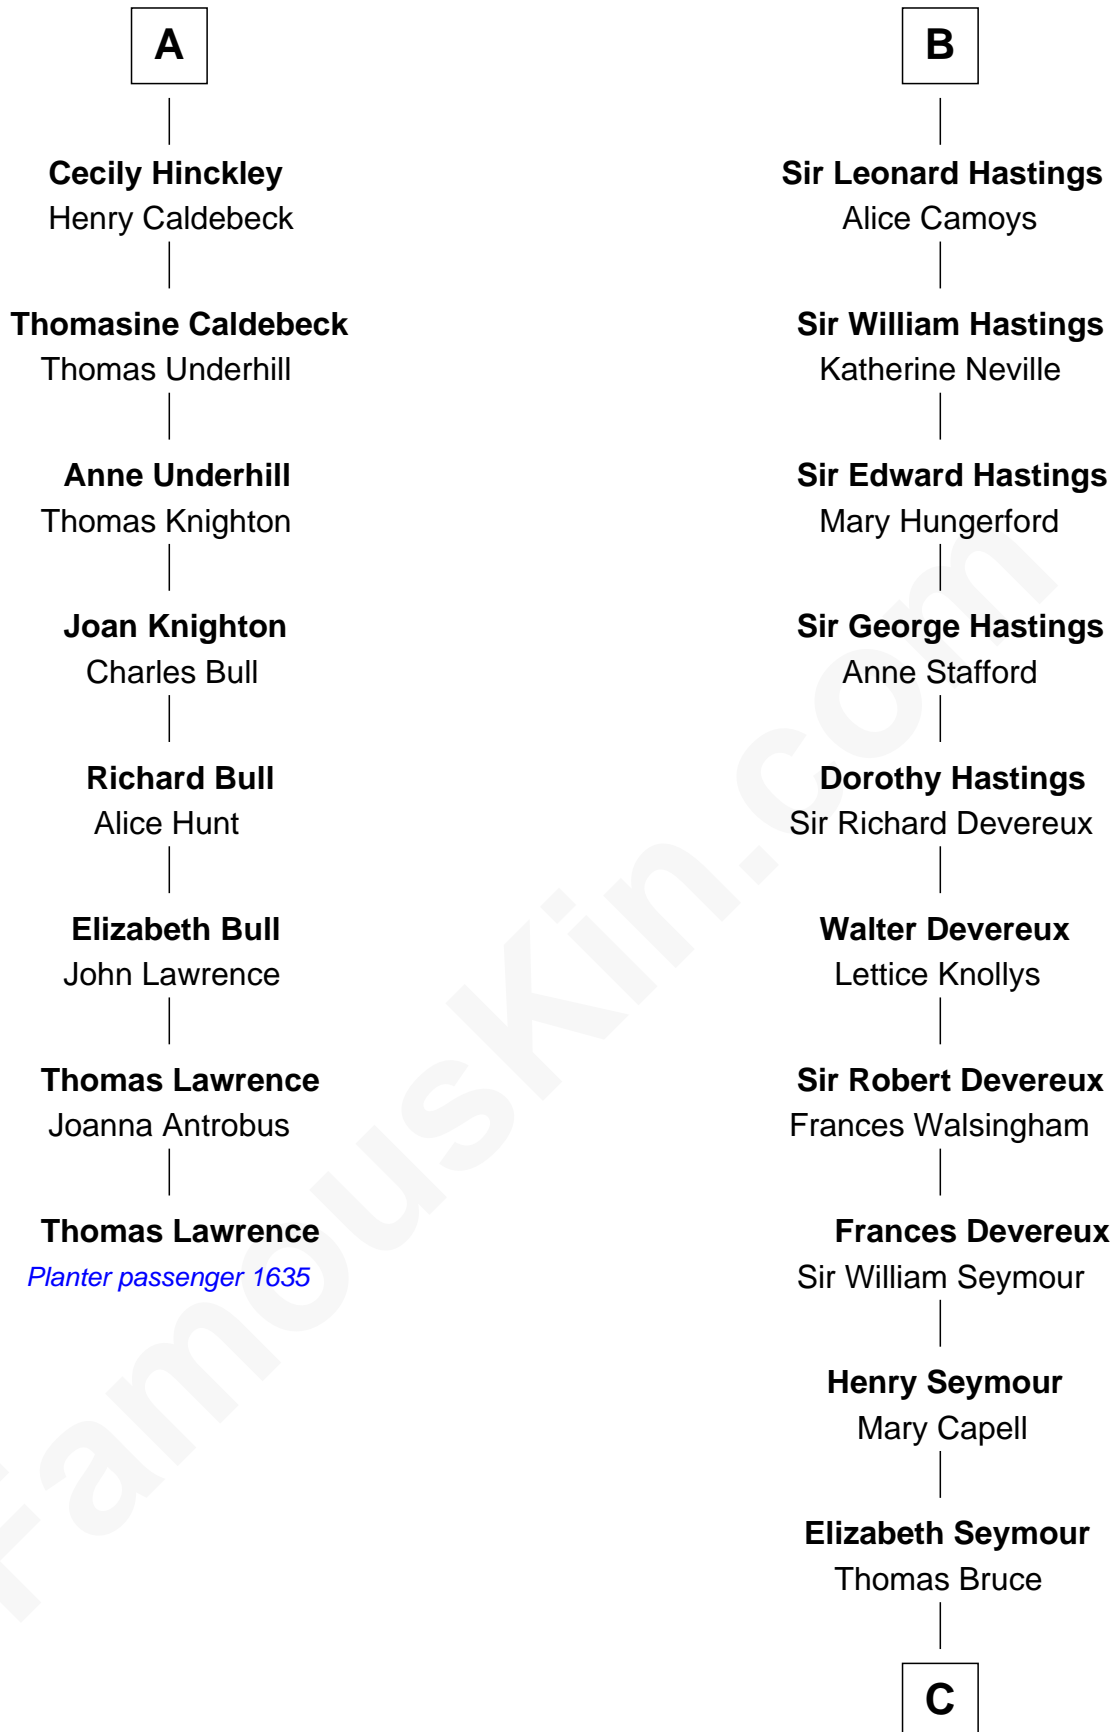 A
Cecily Hinckley
Henry Caldebeck
Thomasine Caldebeck
Thomas Underhill
Anne Underhill
Thomas Knighton
Joan Knighton
Charles Bull
Richard Bull
Alice Hunt
Elizabeth Bull
John Lawrence
Thomas Lawrence
Joanna Antrobus
Thomas Lawrence
Planter passenger 1635
B
Sir Leonard Hastings
Alice Camoys
Sir William Hastings
Katherine Neville
Sir Edward Hastings
Mary Hungerford
Sir George Hastings
Anne Stafford
Dorothy Hastings
Sir Richard Devereux
Walter Devereux
Lettice Knollys
Sir Robert Devereux
Frances Walsingham
Frances Devereux
Sir William Seymour
Henry Seymour
Mary Capell
Elizabeth Seymour
Thomas Bruce
C
FamousKin.com